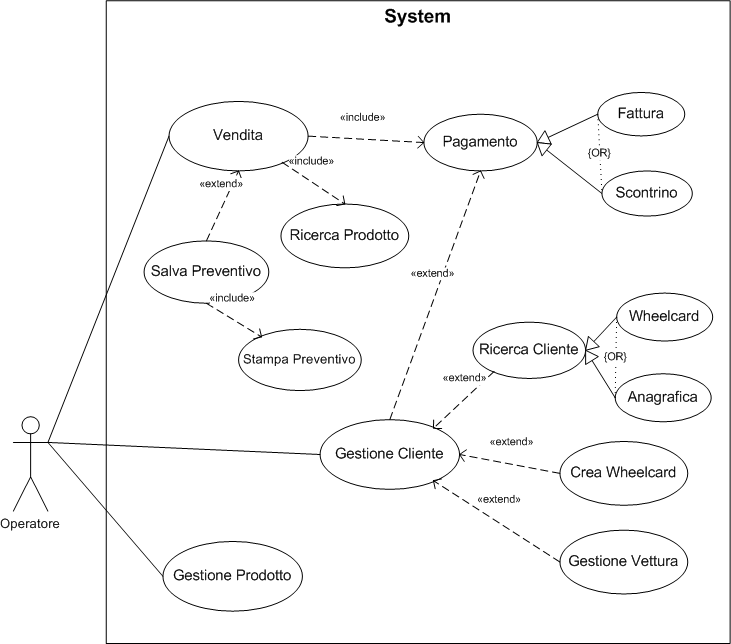 System
Fattura
«include»
Vendita
Pagamento
{OR}
«include»
«extend»
Scontrino
Ricerca Prodotto
Salva Preventivo
«extend»
«include»
Wheelcard
Ricerca Cliente
{OR}
Stampa Preventivo
«extend»
Anagrafica
«extend»
Gestione Cliente
Crea Wheelcard
«extend»
Operatore
Gestione Vettura
Gestione Prodotto